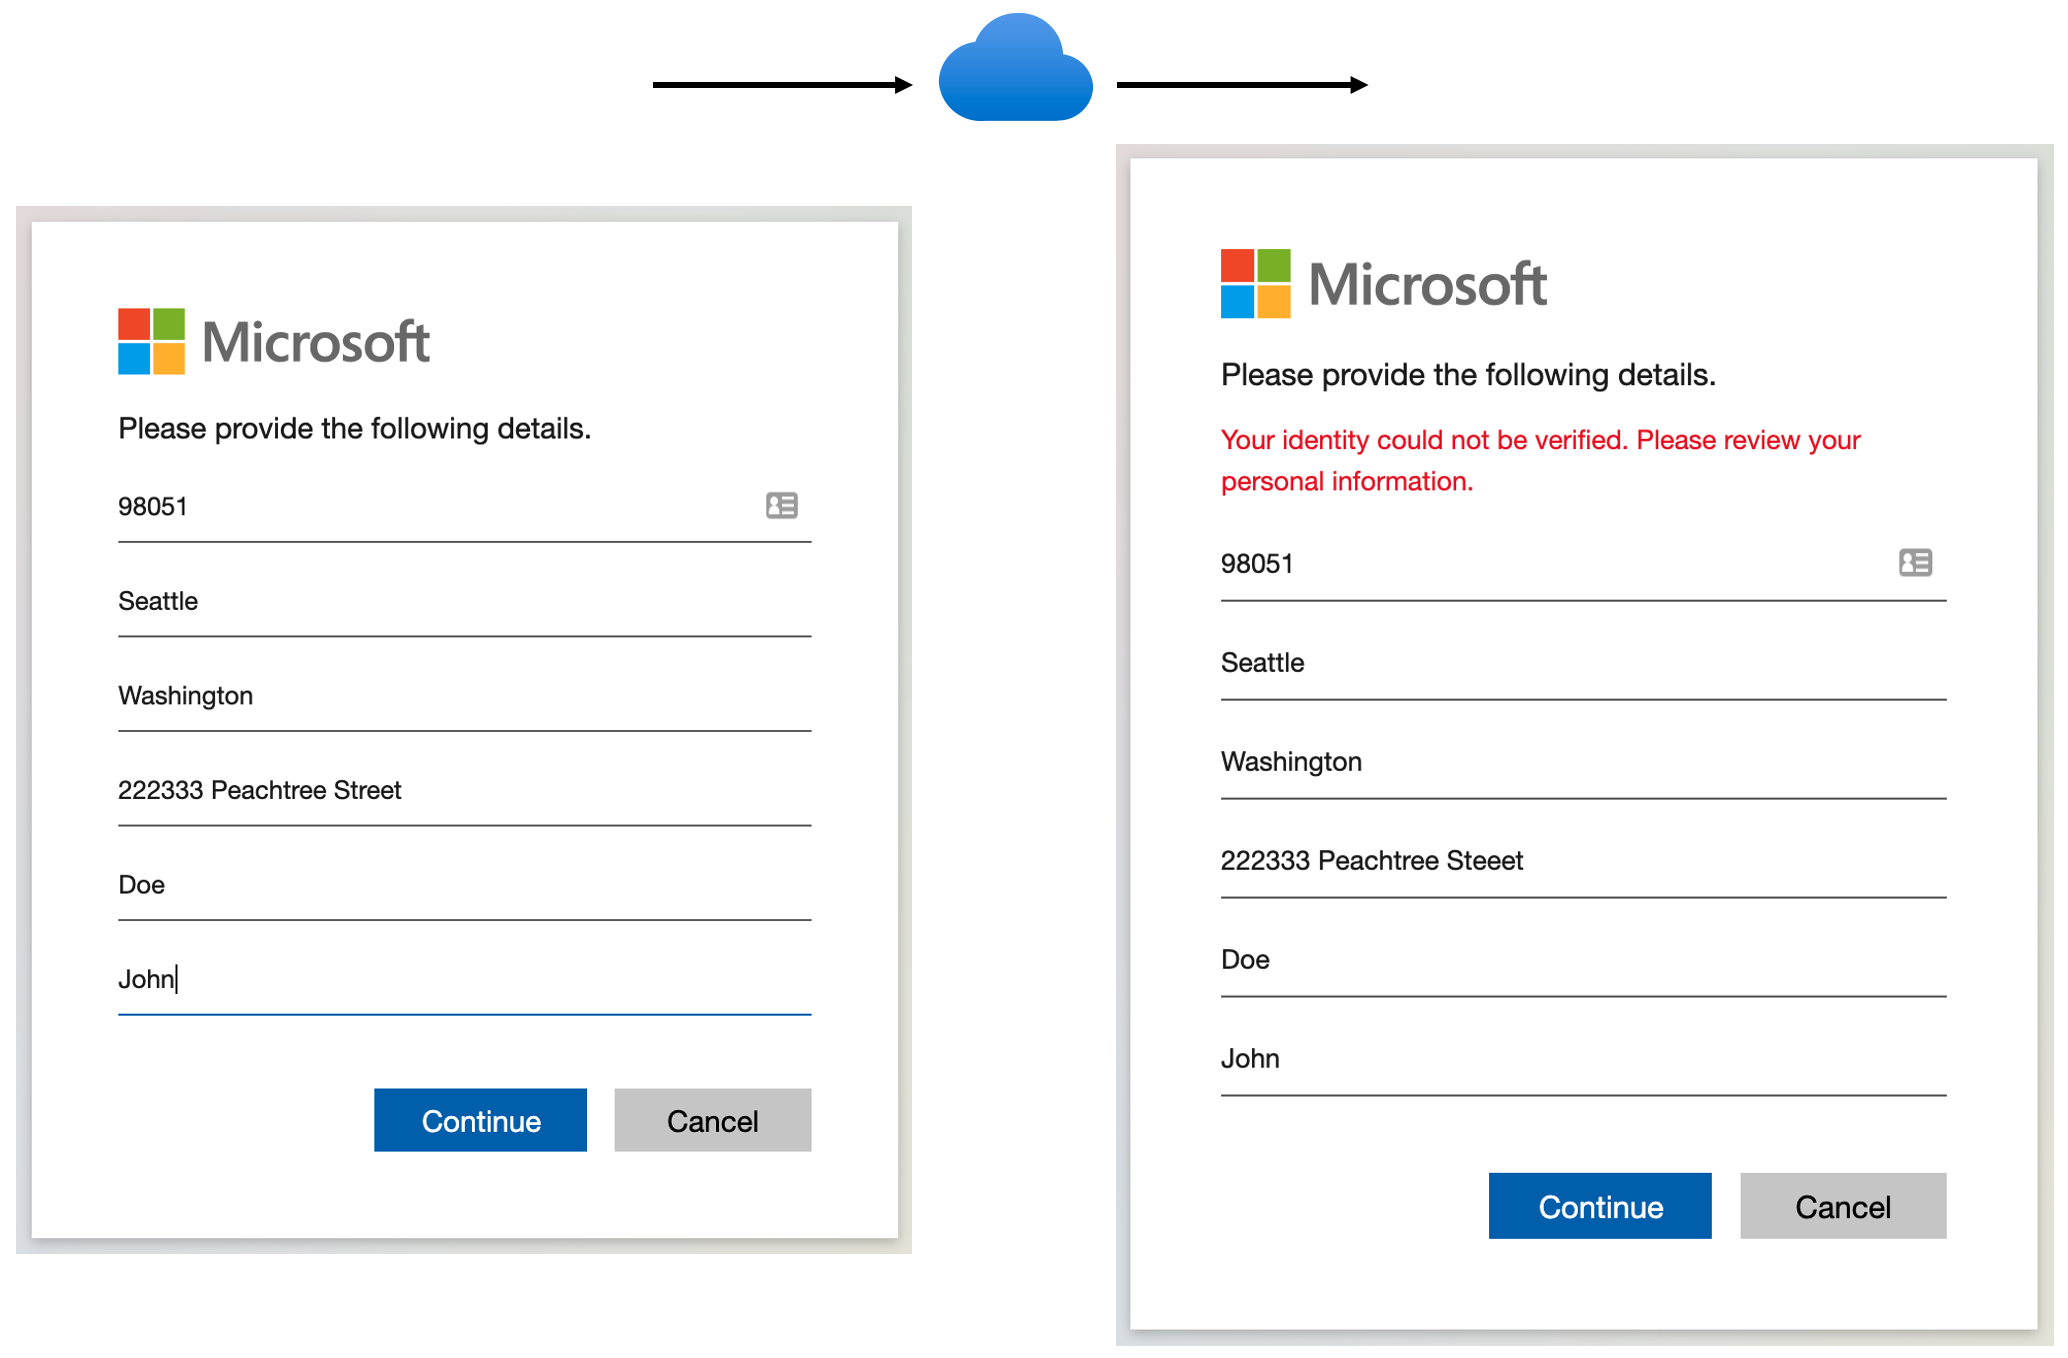 Microsoft
Please provide the following details.
98051
Seattle
Washington
222333 Peachtree Street
Doe
John
Continue
Cancel
Microsoft
Please provide the following details.
Your identity could not be verified. Please review your
personal information.
98051
Seattle
Washington
222333 Peachtree Steeet
Doe
John
Continue
Cancel